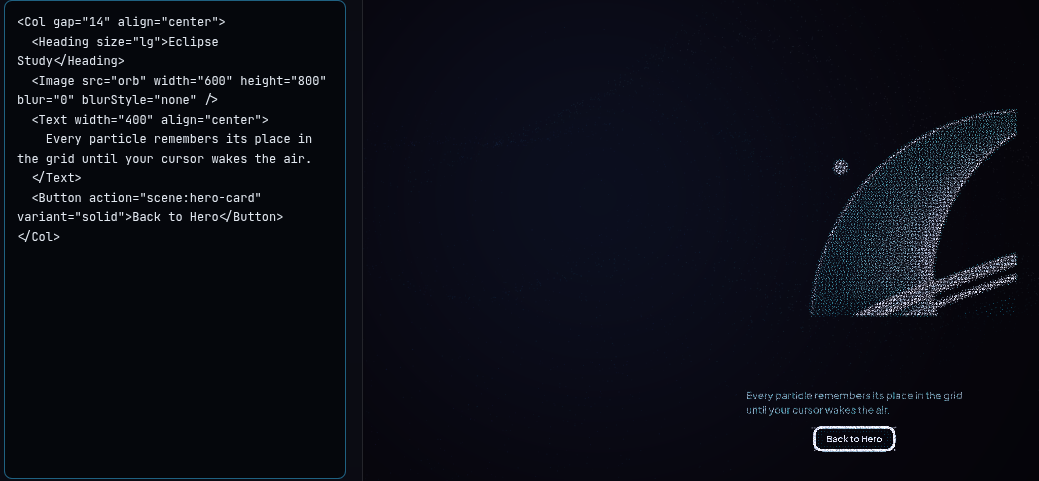 <Col gap="14" align="center">
<Heading size="lg">Eclipse
Study</Heading>
<Image src="orb" width="600" height="800"
blur="0" blurStyle="none" />
<Text width="400" align="center">
Every particle remembers its place in
the grid until your cursor wakes the air.
</Text>
<Button action="scene:hero-card"
variant="solid">Back to Hero</Button>
</Col>
Every particle remembers its place in the grid
until your cursor wakes the air.
Back to Hero